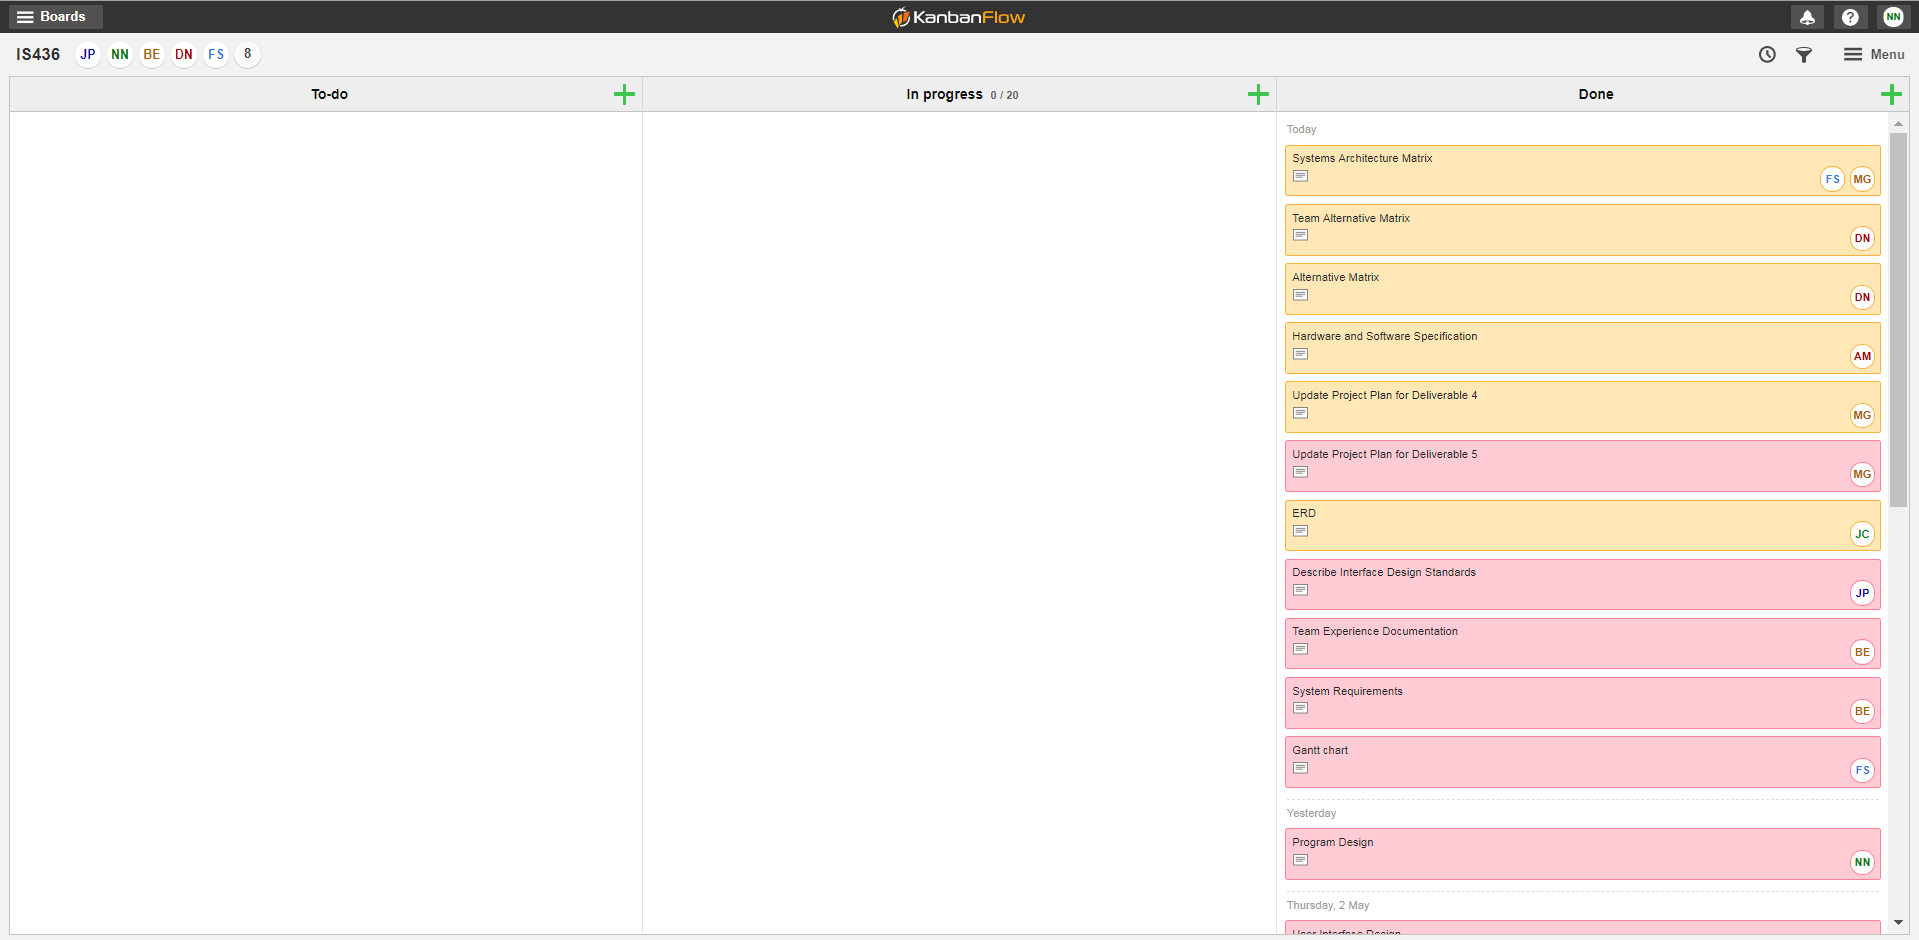 Boards
KanbanFlow
NN
IS436 JP NN BE DN FS 8
Menu
To-do
In progress 0 / 20
Done
Today
Systems Architecture Matrix
FS MG
Team Alternative Matrix
DN
Alternative Matrix
DN
Hardware and Software Specification
AM
Update Project Plan for Deliverable 4
MG
Update Project Plan for Deliverable 5
MG
ERD
JC
Describe Interface Design Standards
JP
Team Experience Documentation
BE
System Requirements
BE
Gantt chart
FS
Yesterday
Program Design
NN
Thursday, 2 May
User Interface Design